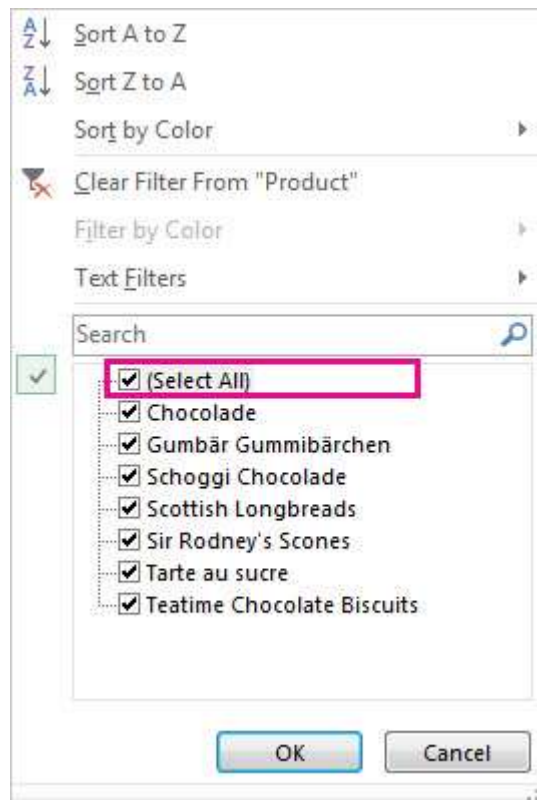 Sort A to Z
Sort Z to A
Sort by Color
Clear Filter From "Product"
Filter by Color
Text Filters
Search
(Select All)
Chocolade
Gumbär Gummibärchen
Schoggi Chocolade
Scottish Longbreads
Sir Rodney's Scones
Tarte au sucre
Teatime Chocolate Biscuits
OK Cancel